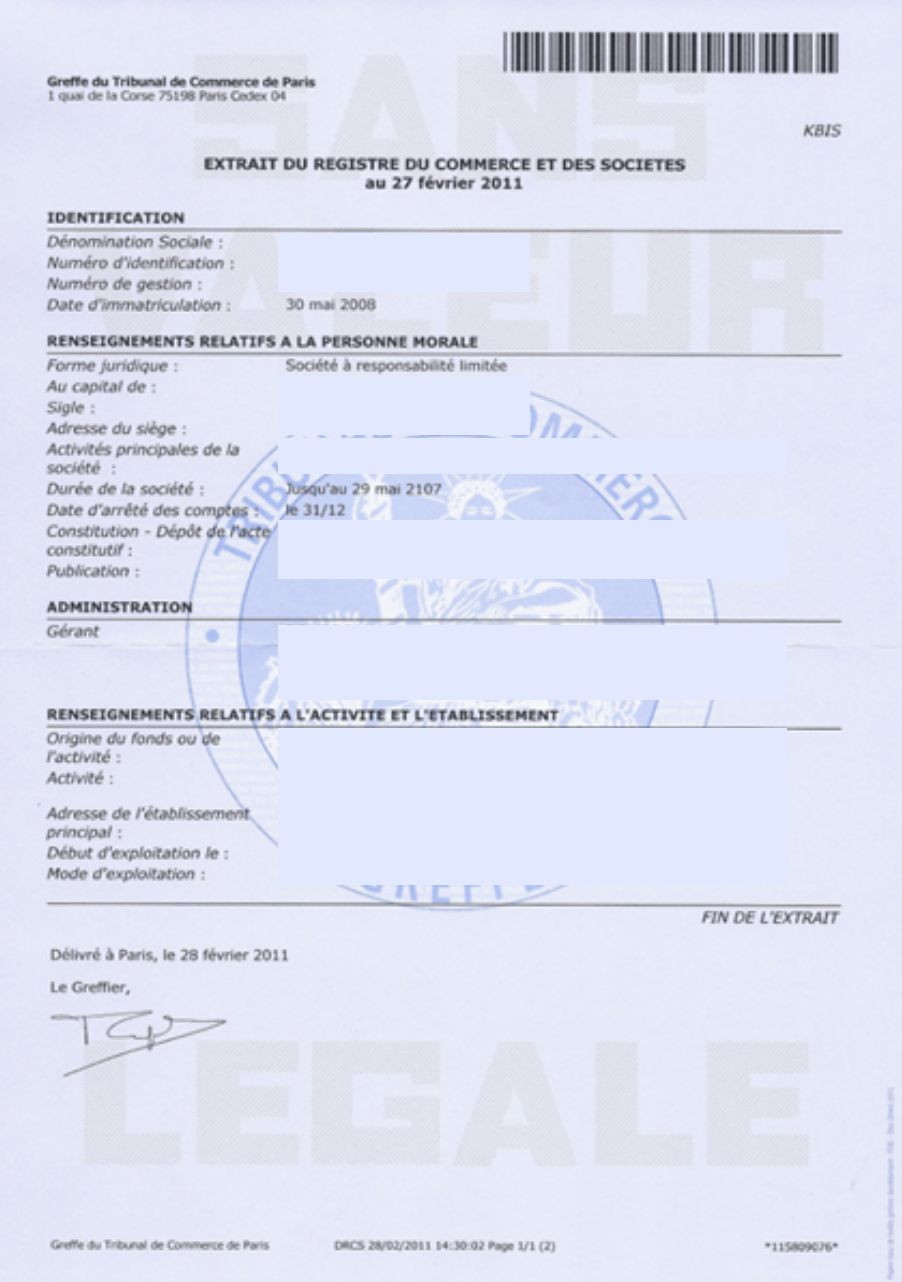 Greffe du Tribunal de Commerce de Paris
1 quai de la Corse 75198 Paris Cedex 04
KBIS
EXTRAIT DU REGISTRE DU COMMERCE ET DES SOCIETES
au 27 février 2011
IDENTIFICATION
Dénomination Sociale :
Numéro d'identification :
Numéro de gestion :
Date d'immatriculation : 30 mai 2008
RENSEIGNEMENTS RELATIFS A LA PERSONNE MORALE
Forme juridique : Société à responsabilité limitée
Au capital de :
Sigle :
Adresse du siège :
Activités principales de la
société :
Durée de la société : Jusqu'au 29 mai 2107
Date d'arrêté des comptes : le 31/12
Constitution - Dépôt de l'acte
constitutif :
Publication :
ADMINISTRATION
Gérant
RENSEIGNEMENTS RELATIFS A L'ACTIVITE ET L'ETABLISSEMENT
Origine du fonds ou de
l'activité :
Activité :
Adresse de l'établissement
principal :
Début d'exploitation le :
Mode d'exploitation :
FIN DE L'EXTRAIT
Délivré à Paris, le 28 février 2011
Le Greffier,
SANS
VALEUR
LEGALE
Greffe du Tribunal de Commerce de Paris DRCS 28/02/2011 14:30:02 Page 1/1 (2) *115809076*